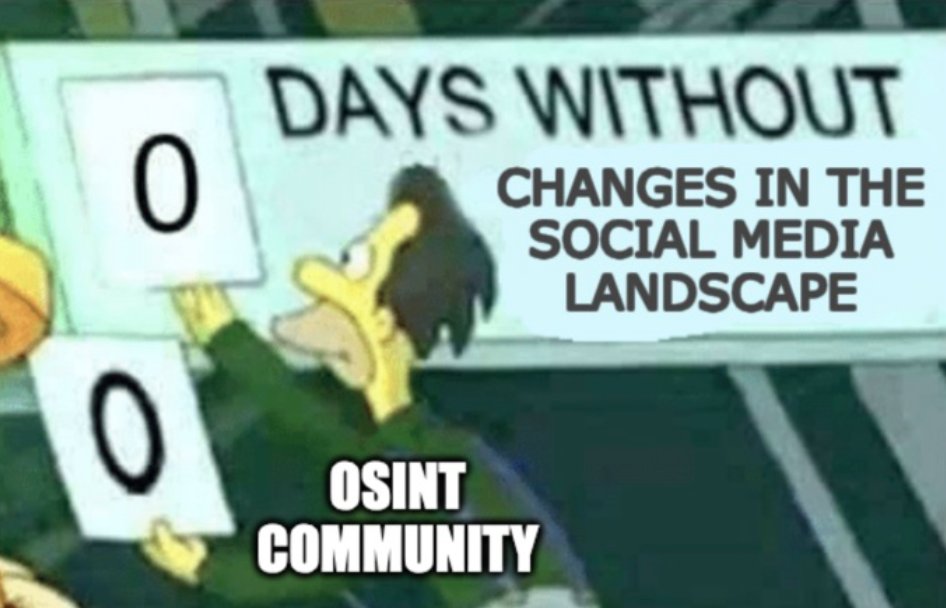 0 DAYS WITHOUT
CHANGES IN THE
SOCIAL MEDIA
LANDSCAPE
0
OSINT
COMMUNITY